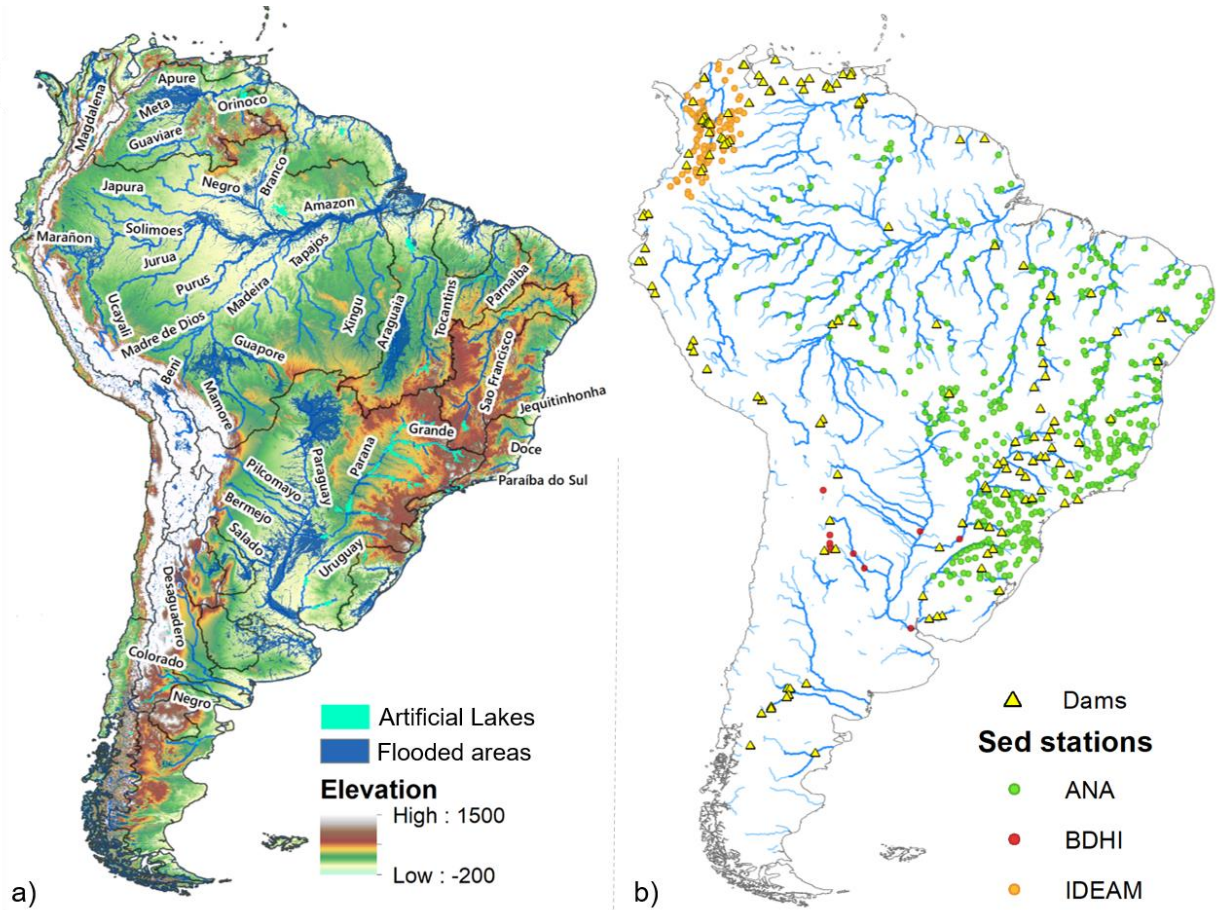 Magdalena
Apure
Meta
Orinoco
Guaviare
Japura
Negro
Branco
Amazon
Solimoes
Marañon
Jurua
Purus
Madeira
Tapajos
Ucayali
Madre de Dios
Xingu
Araguaia
Tocantins
Parnaiba
Beni
Guapore
Mamore
Sao Francisco
Jequitinhonha
Grande
Doce
Parana
Paraguay
Paraíba do Sul
Pilcomayo
Bermejo
Salado
Uruguay
Desaguadero
Colorado
Negro
Artificial Lakes
Flooded areas
Elevation
High : 1500
Low : -200
a)
Dams
Sed stations
ANA
BDHI
IDEAM
b)